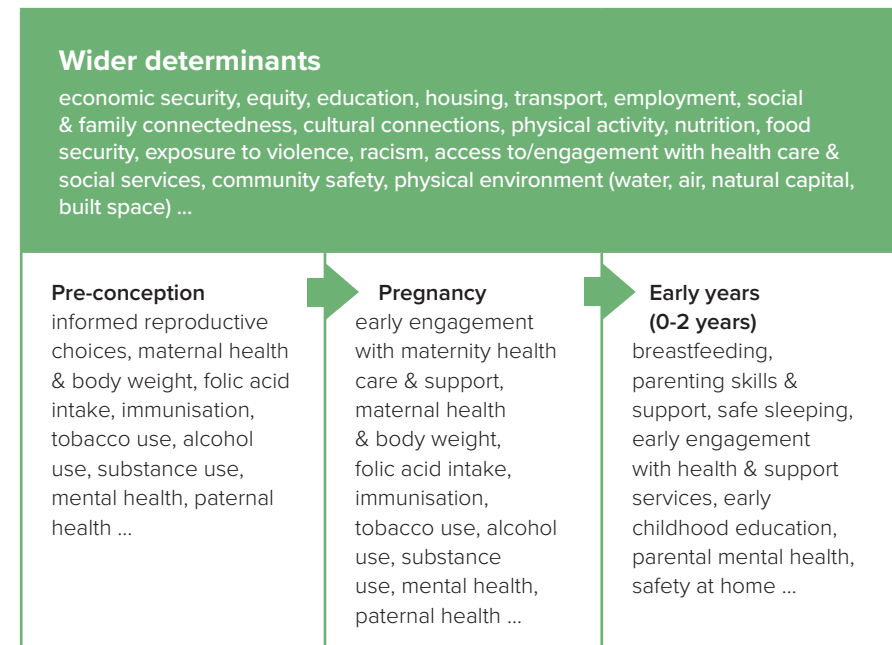 Wider determinants
economic security, equity, education, housing, transport, employment, social
& family connectedness, cultural connections, physical activity, nutrition, food
security, exposure to violence, racism, access to/engagement with health care &
social services, community safety, physical environment (water, air, natural capital,
built space) ...
Pre-conception
informed reproductive
choices, maternal health
& body weight, folic acid
intake, immunisation,
tobacco use, alcohol
use, substance use,
mental health, paternal
health ...
Pregnancy
early engagement
with maternity health
care & support,
maternal health
& body weight,
folic acid intake,
immunisation,
tobacco use, alcohol
use, substance
use, mental health,
paternal health ...
Early years
(0-2 years)
breastfeeding,
parenting skills &
support, safe sleeping,
early engagement
with health & support
services, early
childhood education,
parental mental health,
safety at home ...